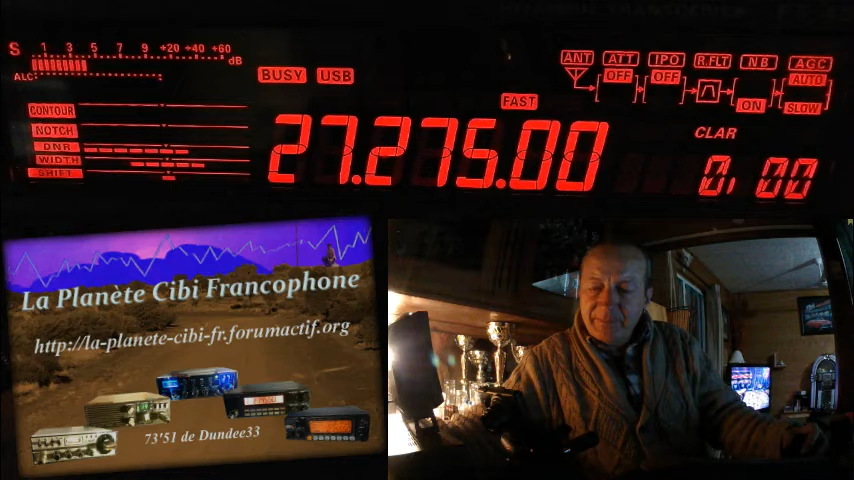 S 1 3 5 7 9 +20 +40 +60 dB
ALC
BUSY USB
ANT ATT IPO R.FLT NB AGC
OFF OFF AUTO
ON SLOW
FAST
CONTOUR
NOTCH
DNR
WIDTH
SHIFT
27.275.00
CLAR
0.00
La Planète Cibi Francophone
http://la-planete-cibi-fr.forumactif.org
73'51 de Dundee33